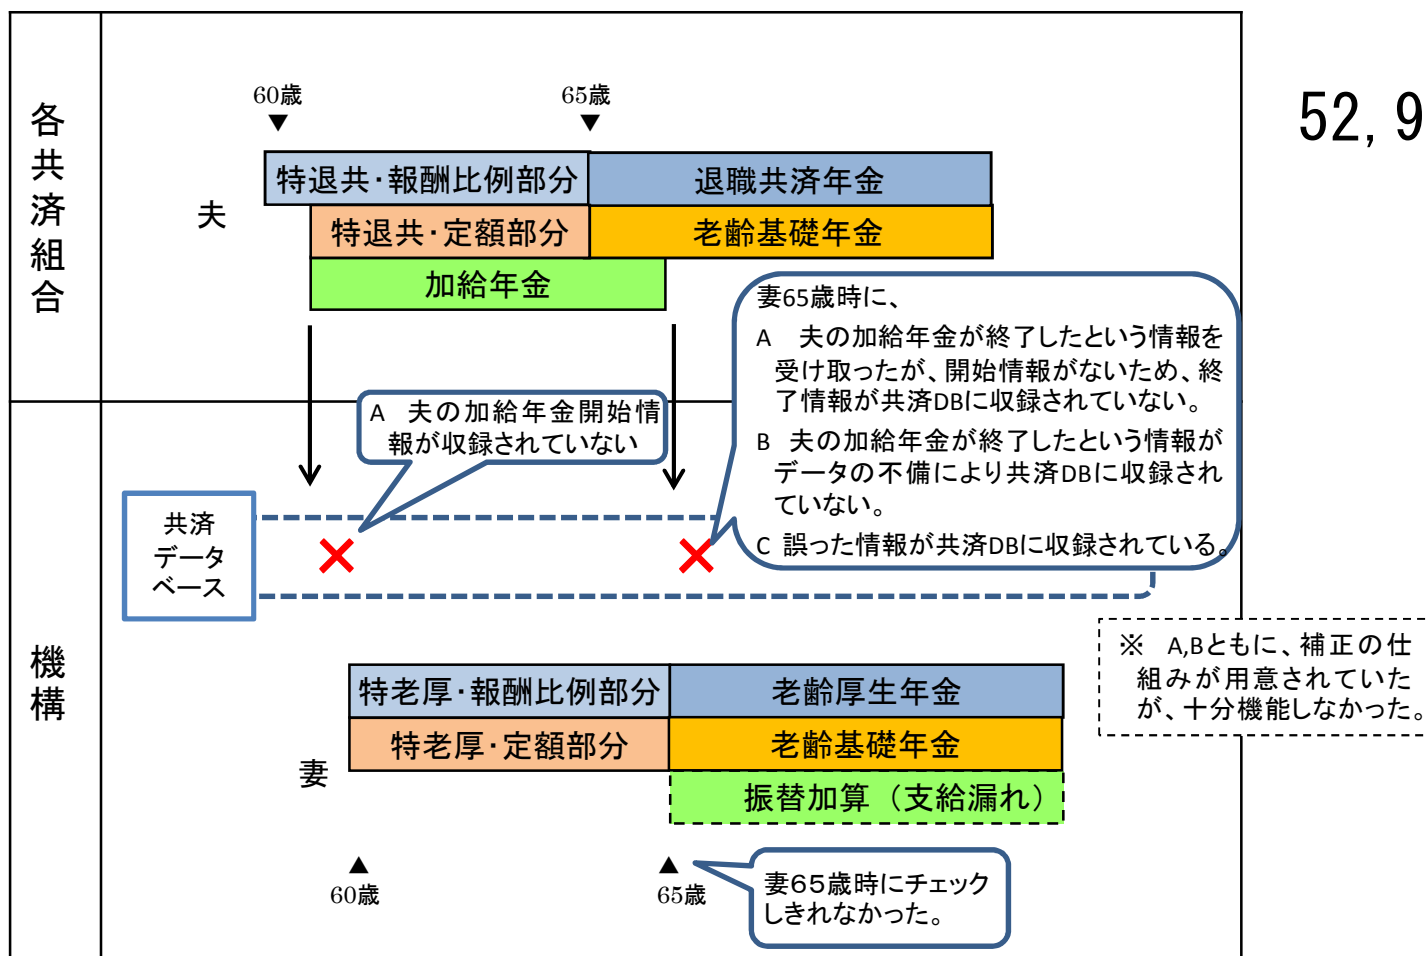 各共済組合
60歳
65歳
▼
▼
52,9
夫
特退共・報酬比例部分
退職共済年金
特退共・定額部分
老齢基礎年金
加給年金
妻65歳時に、
A 夫の加給年金が終了したという情報を
受け取ったが、開始情報がないため、終
了情報が共済DBに収録されていない。
B 夫の加給年金が終了したという情報が
データの不備により共済DBに収録され
ていない。
C 誤った情報が共済DBに収録されている。
A 夫の加給年金開始情
報が収録されていない
機構
共済
データ
ベース
※ A,Bともに、補正の仕
組みが用意されていた
が、十分機能しなかった。
妻
特老厚・報酬比例部分
老齢厚生年金
特老厚・定額部分
老齢基礎年金
振替加算（支給漏れ）
▲
▲
60歳
65歳
妻６５歳時にチェック
しきれなかった。